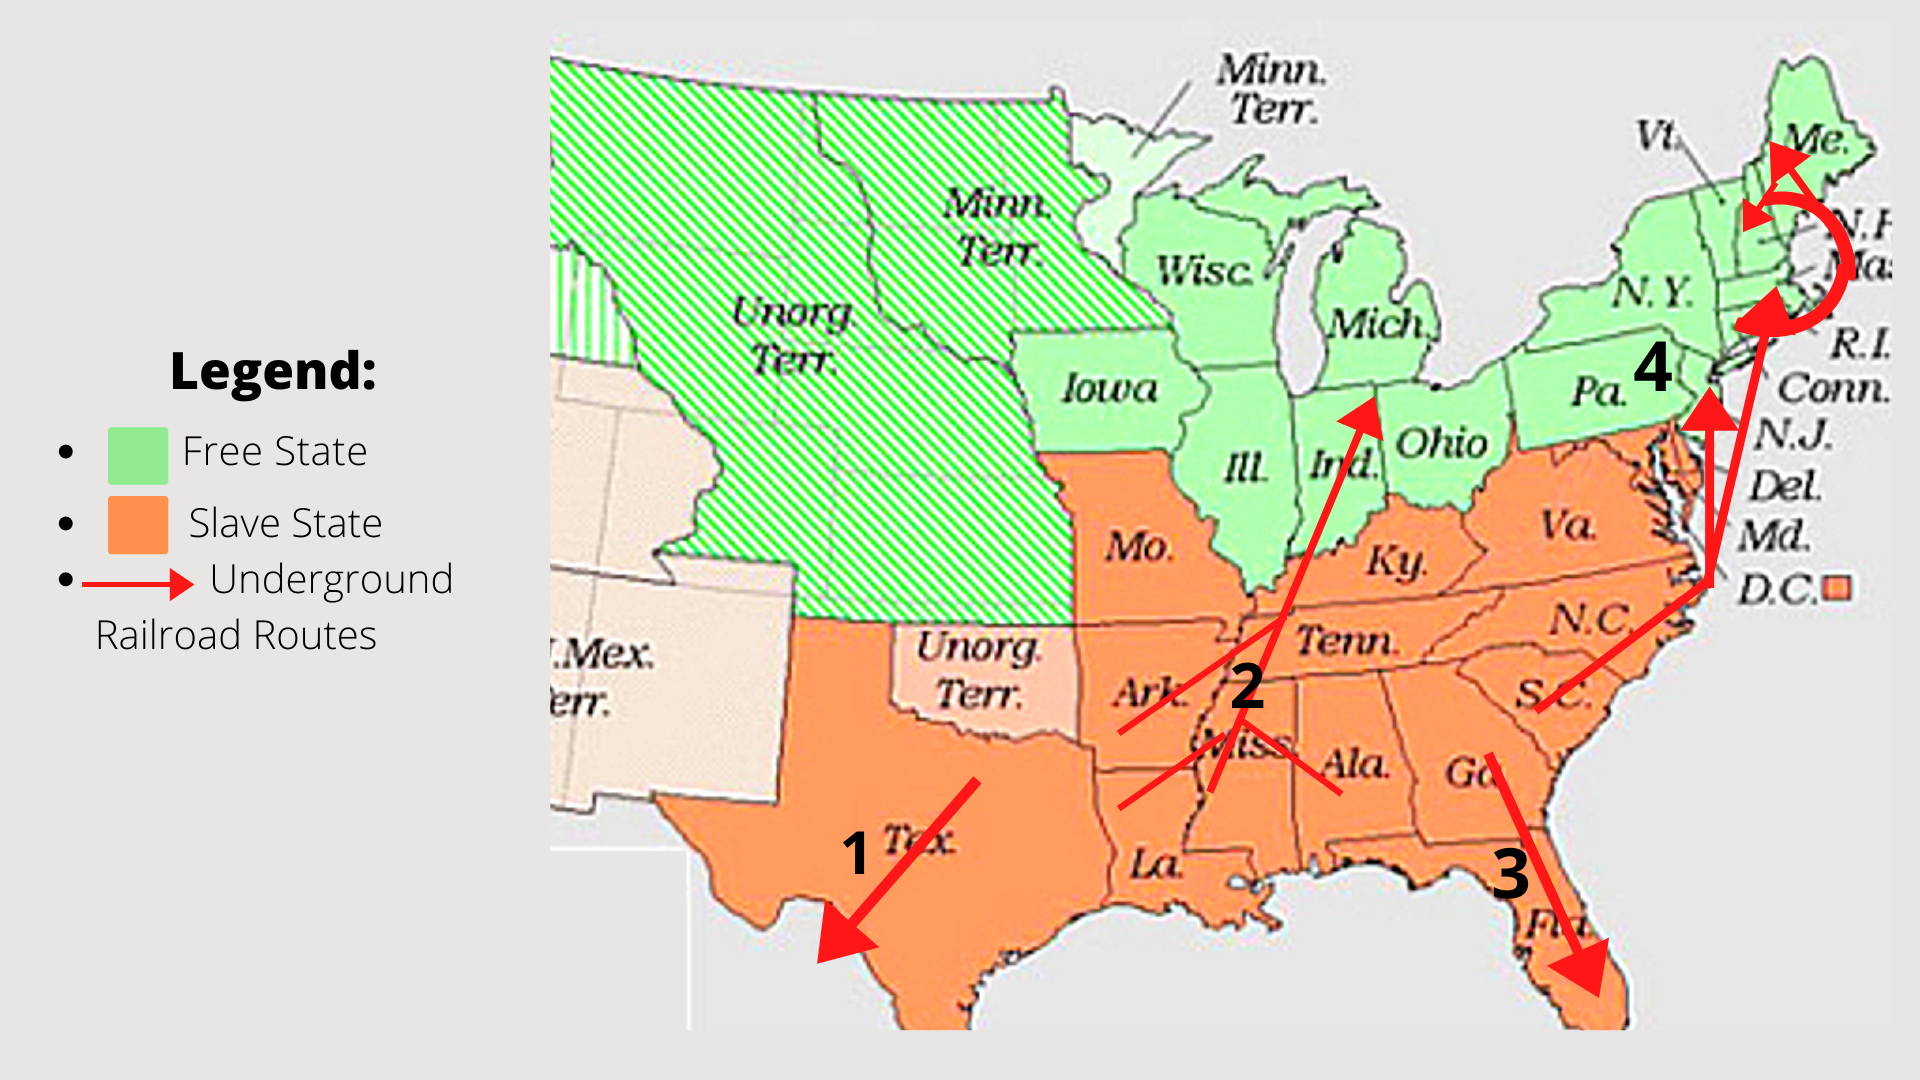 Legend:
Free State
Slave State
Underground
Railroad Routes
Minn.
Terr.
Vt.
Me.
Minn.
Terr.
Wisc.
N.H
Mas
Unorg.
Terr.
Mich.
N.Y.
R.I.
4
Iowa
Pa.
Conn.
N.J.
Ill.
Ind.
Ohio
Del.
Mo.
Ky.
Va.
Md.
D.C.
.Mex.
err.
Unorg.
Terr.
Tenn.
N.C.
Ark.
2
S.C.
Miss.
Ala.
Ga
1
Tex.
La.
3
Fla.